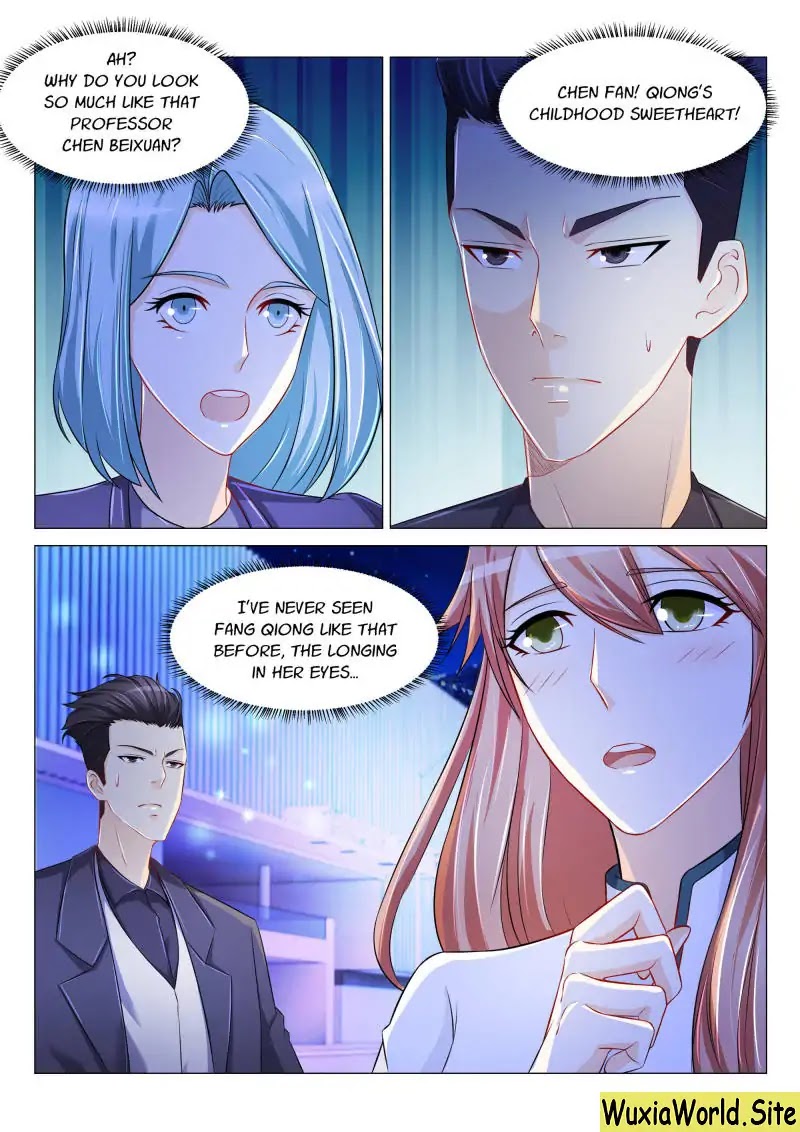 AH?
WHY DO YOU LOOK
SO MUCH LIKE THAT
PROFESSOR
CHEN BEIXUAN?
CHEN FAN! QIONG'S
CHILDHOOD SWEETHEART!
I'VE NEVER SEEN
FANG QIONG LIKE THAT
BEFORE, THE LONGING
IN HER EYES...
WuxiaWorld.Site